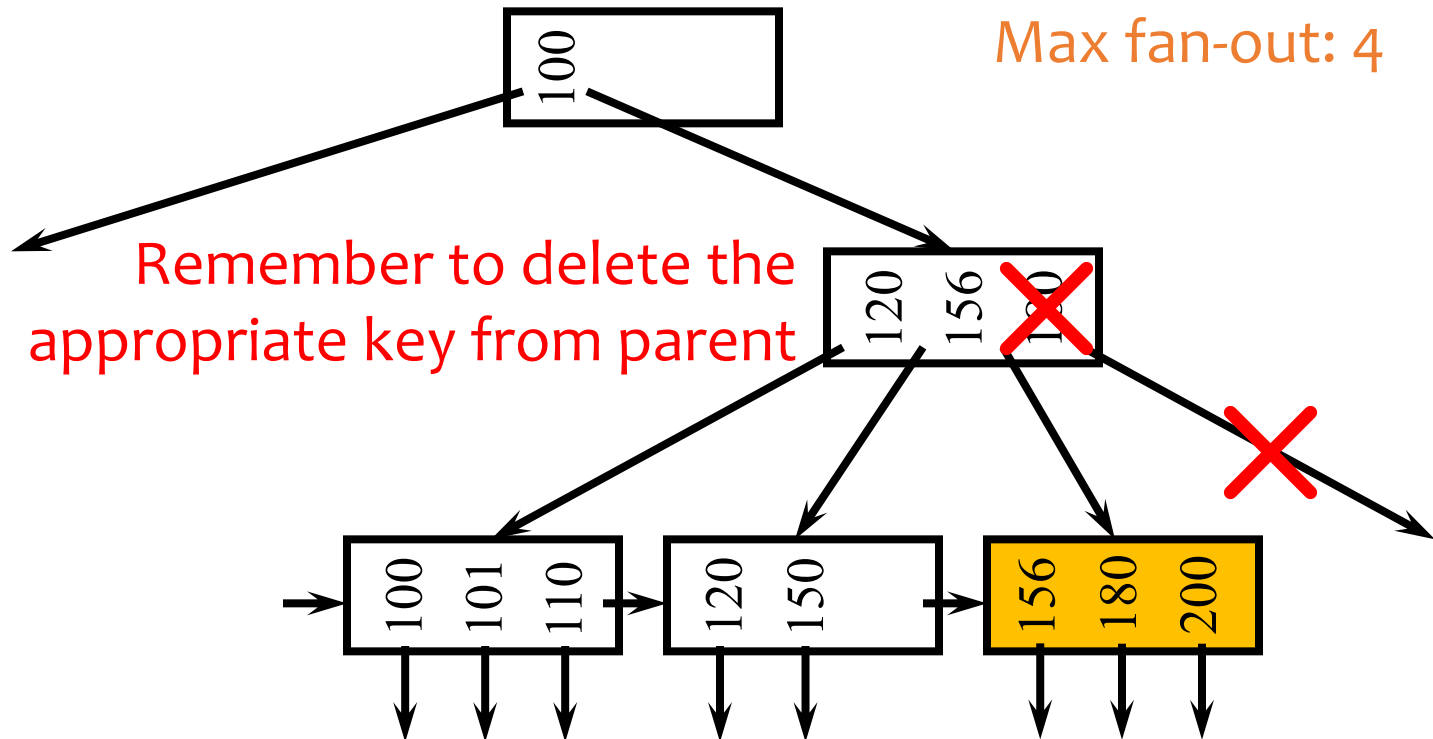 100
Max fan-out: 4
Remember to delete the
appropriate key from parent
120 156 180
100 101 110
120 150
156 180 200